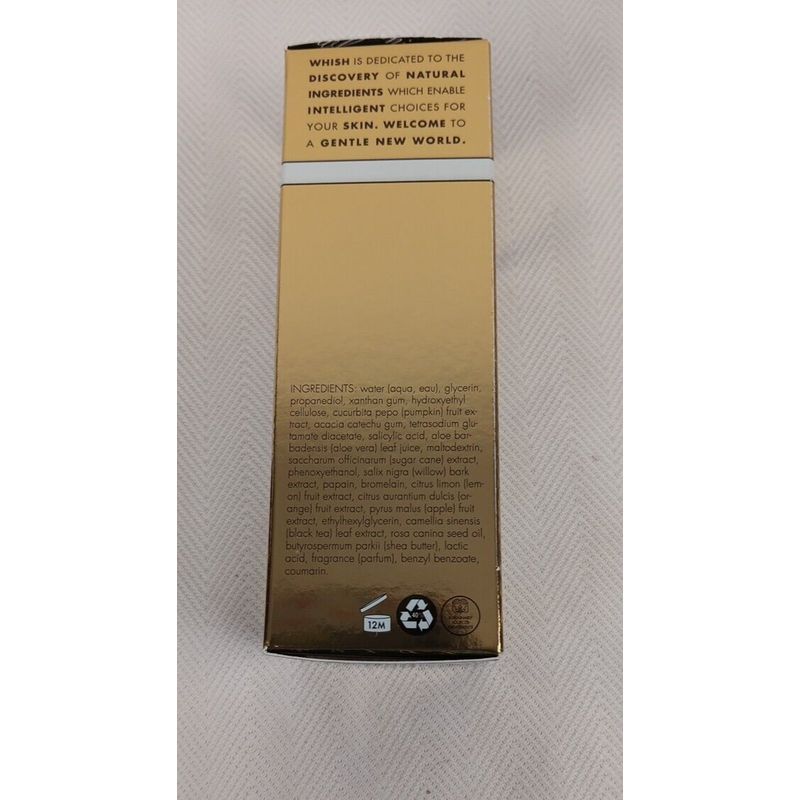 WHISH IS DEDICATED TO THE
DISCOVERY OF NATURAL
INGREDIENTS WHICH ENABLE
INTELLIGENT CHOICES FOR
YOUR SKIN. WELCOME TO
A GENTLE NEW WORLD.
INGREDIENTS: water (aqua, eau), glycerin,
propanediol, xanthan gum, hydroxyethyl
cellulose, cucurbita pepo (pumpkin) fruit ex-
tract, acacia catechu gum, tetrasodium glu-
tamate diacetate, salicylic acid, aloe bar-
badensis (aloe vera) leaf juice, maltodextrin,
saccharum officinarum (sugar cane) extract,
phenoxyethanol, salix nigra (willow) bark
extract, papain, bromelain, citrus limon (lem-
on) fruit extract, citrus aurantium dulcis (or-
ange) fruit extract, pyrus malus (apple) fruit
extract, ethylhexylglycerin, camellia sinensis
(black tea) leaf extract, rosa canina seed oil,
butyrospermum parkii (shea butter), lactic
acid, fragrance (parfum), benzyl benzoate,
coumarin.
12M
40